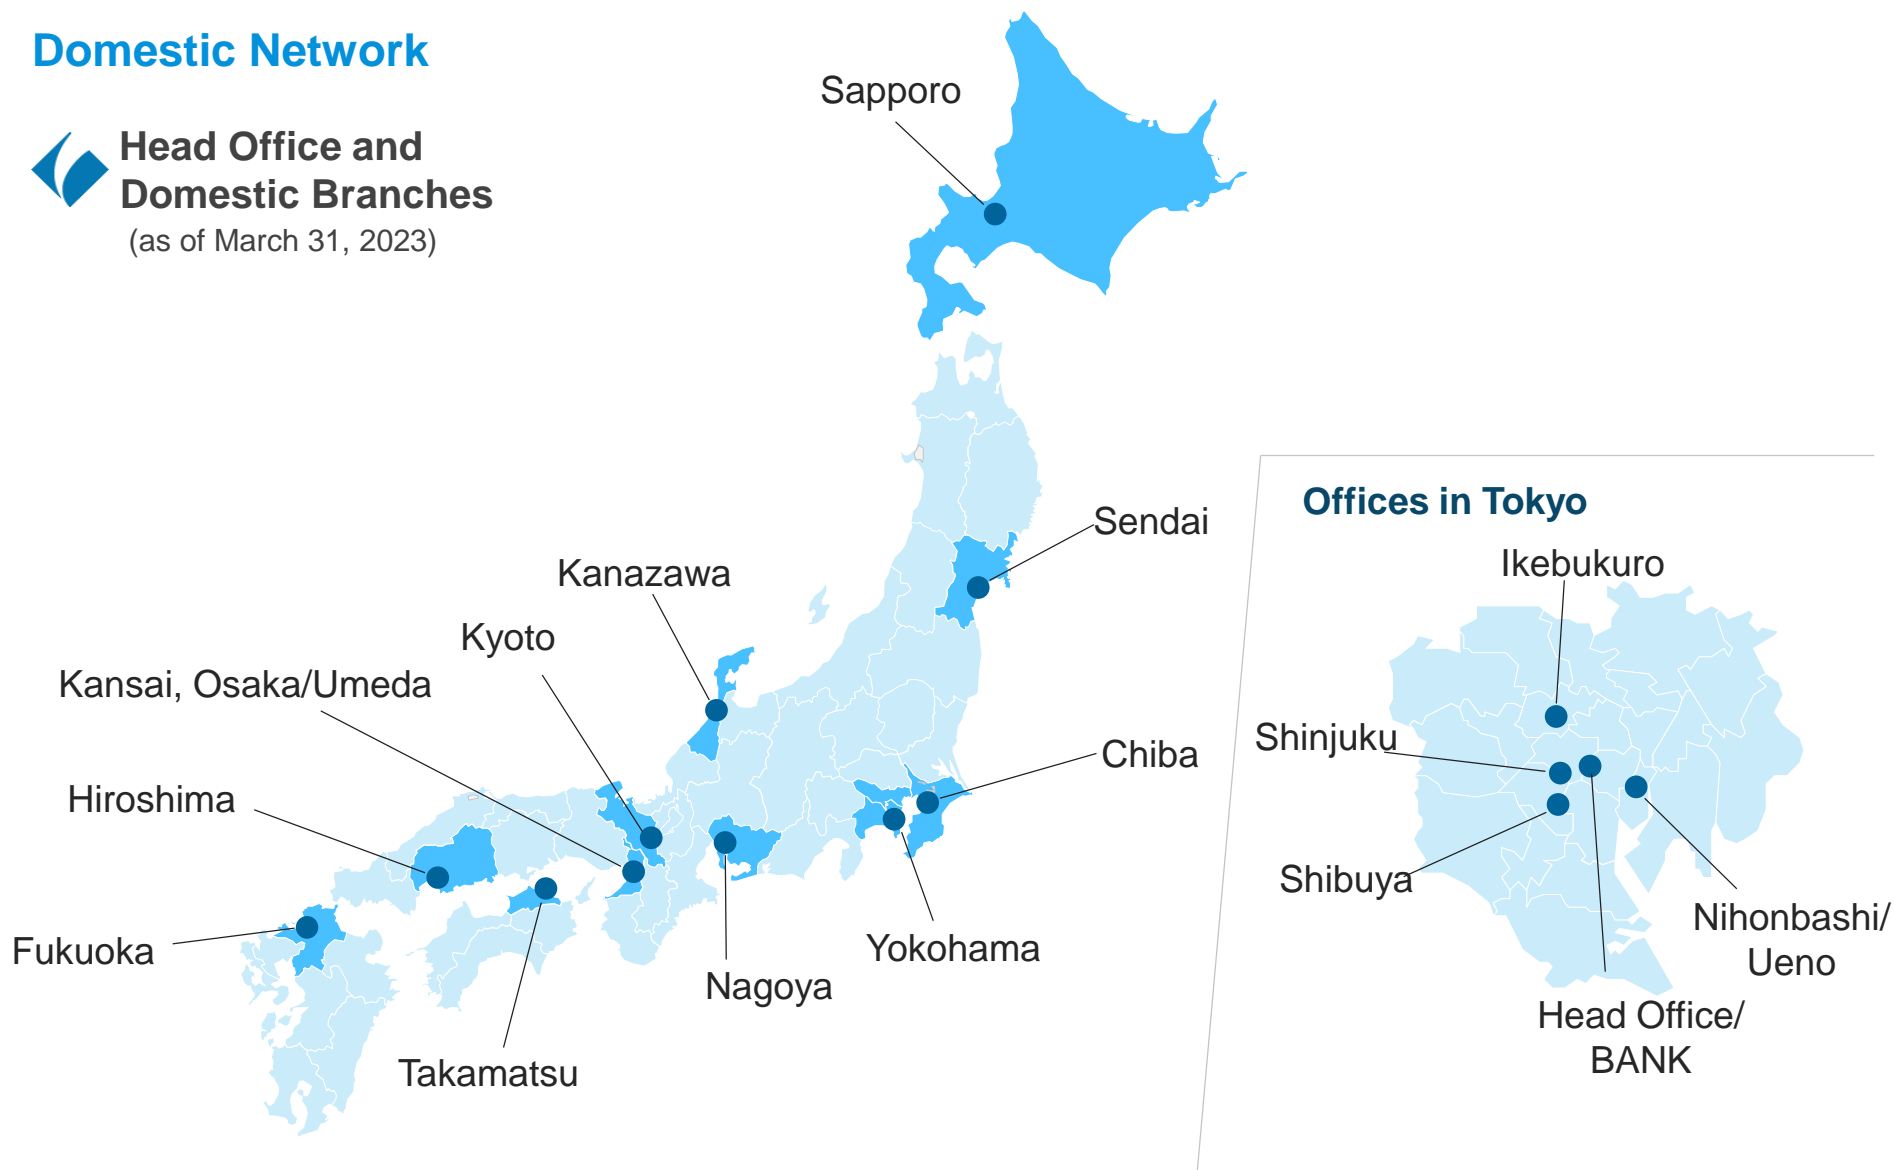 Domestic Network
Head Office and
Domestic Branches
(as of March 31, 2023)
Sapporo
Sendai
Kanazawa
Kyoto
Kansai, Osaka/Umeda
Chiba
Hiroshima
Fukuoka
Yokohama
Nagoya
Takamatsu
Offices in Tokyo
Ikebukuro
Shinjuku
Shibuya
Nihonbashi/
Ueno
Head Office/
BANK